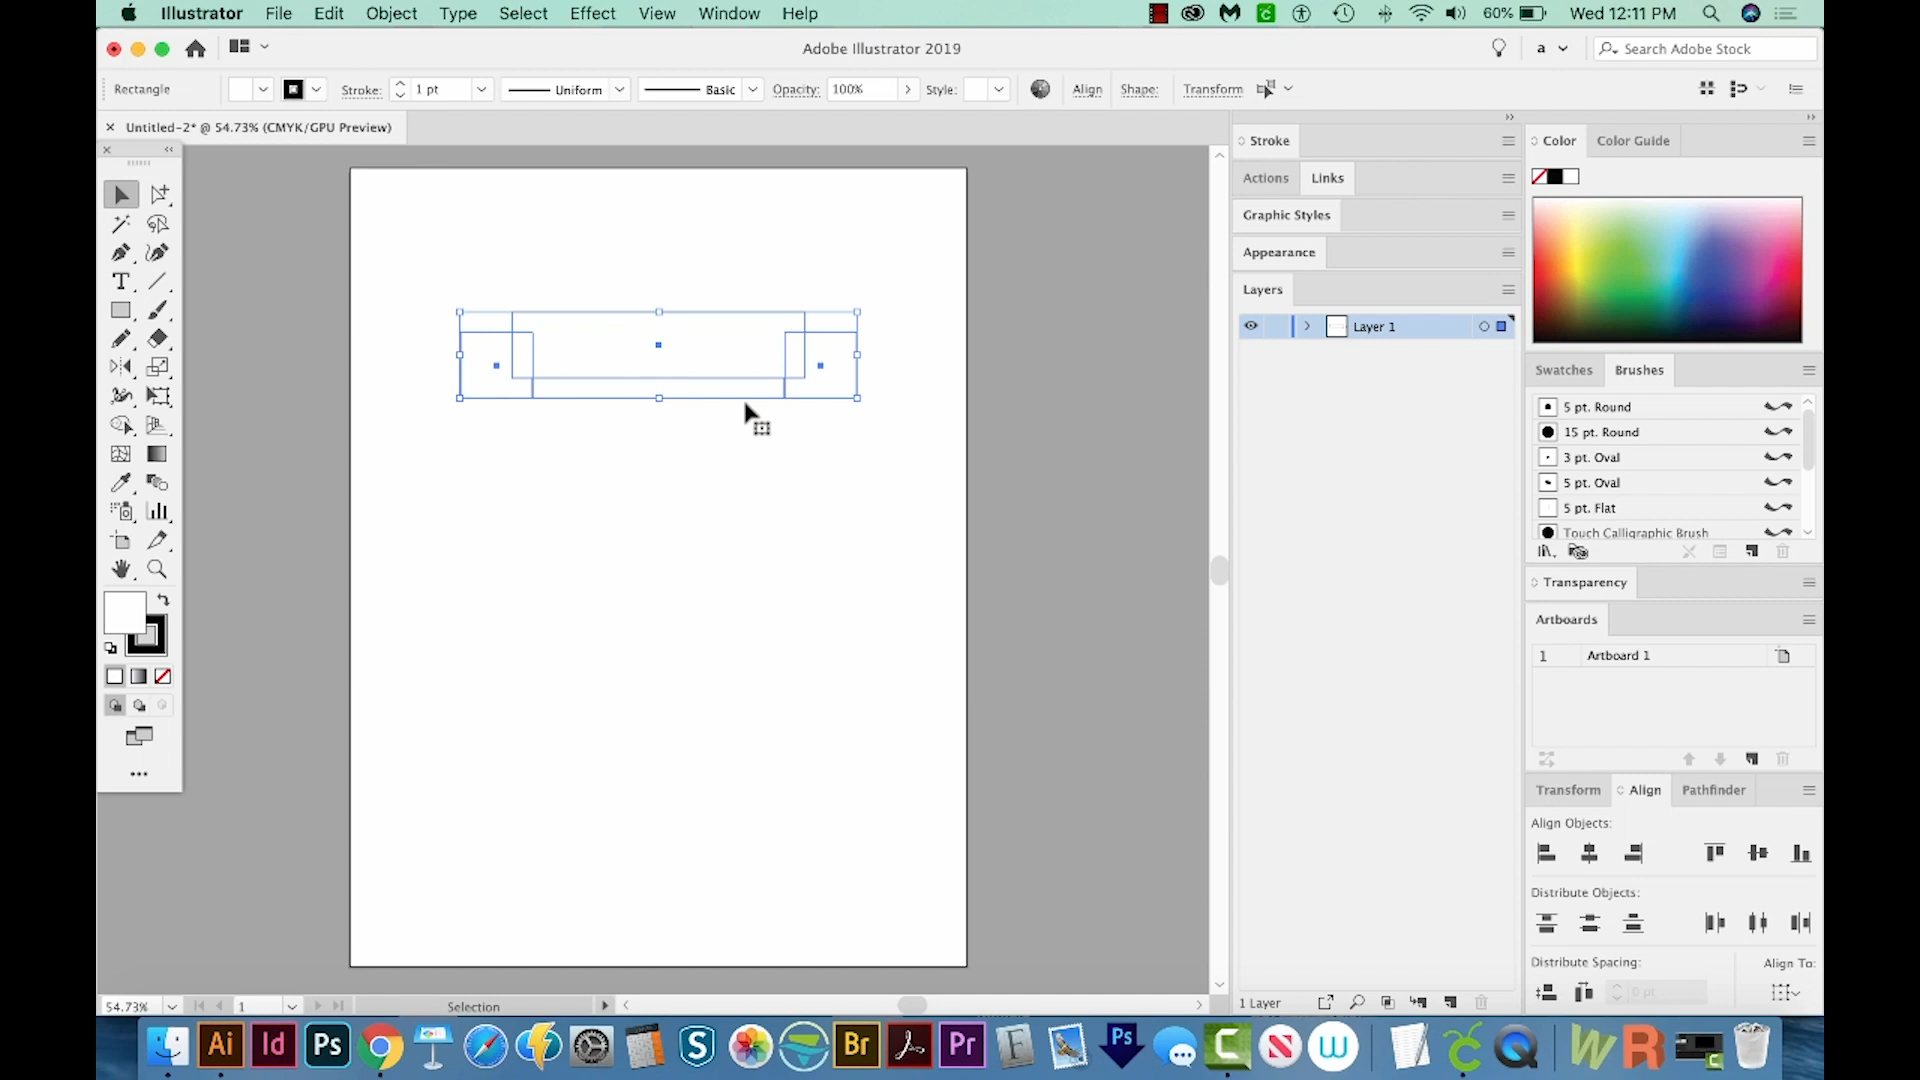 Illustrator File Edit Object Type Select Effect View Window Help 60% Wed 12:11 PM
Adobe Illustrator 2019 a Search Adobe Stock
Rectangle Stroke: 1 pt Uniform Basic Opacity: 100% Style: Align Shape: Transform
Untitled-2* @ 54.73% (CMYK/GPU Preview)
Stroke
Actions Links
Graphic Styles
Appearance
Layers
Layer 1
1 Layer
Color Color Guide
Swatches Brushes
5 pt. Round
15 pt. Round
3 pt. Oval
5 pt. Oval
5 pt. Flat
Touch Calligraphic Brush
Transparency
Artboards
1 Artboard 1
Transform Align Pathfinder
Align Objects:
Distribute Objects:
Distribute Spacing: Align To:
0 pt
54.73% 1 Selection
Ai Id Ps S Br Pr F Ps C N W W R